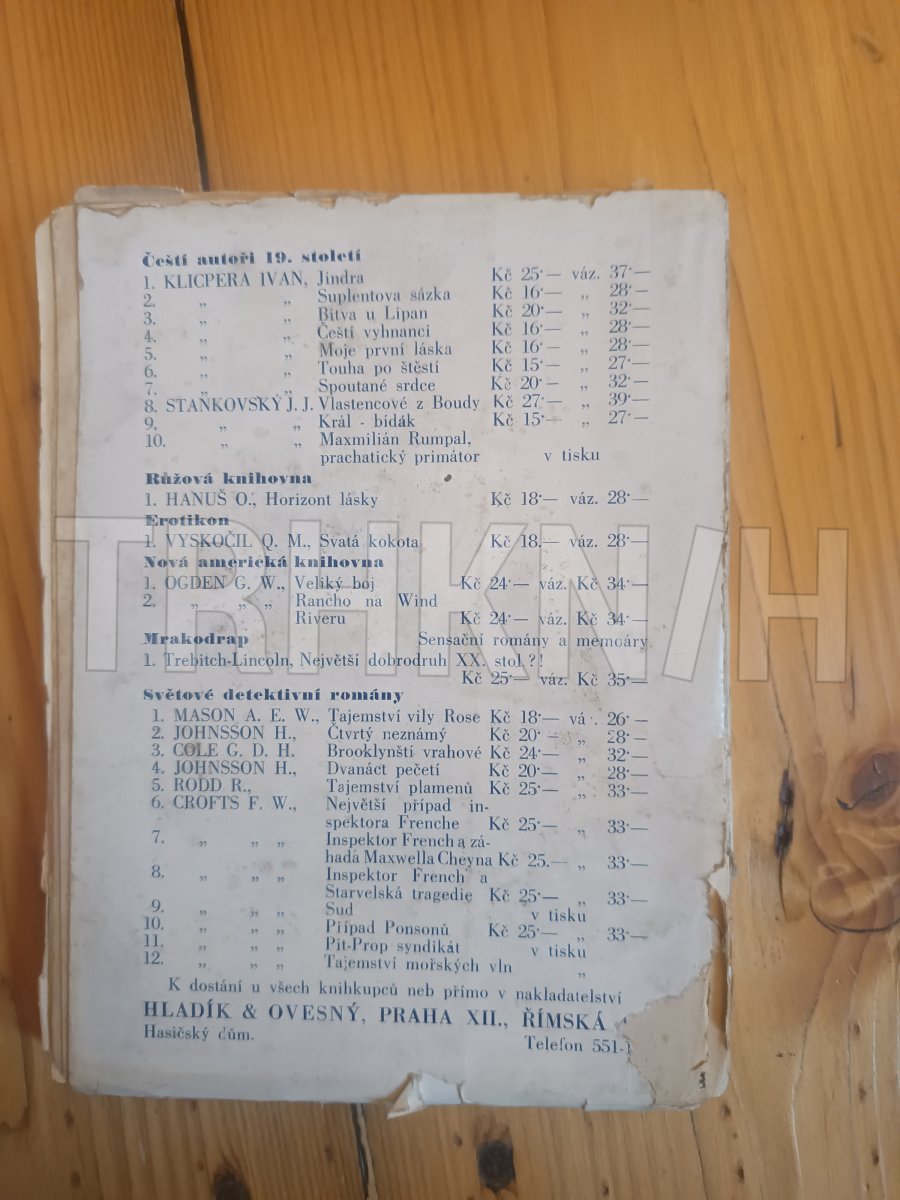 Čeští autoři 19. století
1. KLICPERA IVAN, Jindra Kč 25·— váz. 37·—
2. „ „ Suplentova sázka Kč 16·— „ 28·—
3. „ „ Bitva u Lipan Kč 20·— „ 32·—
4. „ „ Čeští vyhnanci Kč 16·— „ 28·—
5. „ „ Moje první láska Kč 16·— „ 28·—
6. „ „ Touha po štěstí Kč 15·— „ 27·—
7. „ „ Spoutané srdce Kč 20·— „ 32·—
8. STAŇKOVSKÝ J. J. Vlastencové z Boudy Kč 27·— „ 39·—
9. „ „ Král - bidák Kč 15·— „ 27·—
10. „ „ Maxmilián Rumpal,
prachatický primátor v tisku
Růžová knihovna
1. HANUŠ O., Horizont lásky Kč 18·— váz. 28·—
Erotikon
1. VYSKOČIL Q. M., Svatá kokota Kč 18.— váz. 28·—
Nová americká knihovna
1. OGDEN G. W., Veliký boj Kč 24·— váz. Kč 34·—
2. „ „ „ Rancho na Wind
Riveru Kč 24·— váz. Kč 34·—
Mrakodrap Sensační romány a memoáry
1. Trebitch-Lincoln, Největší dobrodruh XX. stol.?!
Kč 25·— váz. Kč 35·—
Světové detektivní romány
1. MASON A. E. W., Tajemství vily Rose Kč 18·— vá . 26·—
2. JOHNSSON H., Čtvrtý neznámý Kč 20·— „ 28·—
3. COLE G. D. H. Brooklynští vrahové Kč 24·— „ 32·—
4. JOHNSSON H., Dvanáct pečetí Kč 20·— „ 28·—
5. RODD R., Tajemství plamenů Kč 25·— „ 33·—
6. CROFTS F. W., Největší případ in-
spektora Frenche Kč 25·— „ 33·—
7. „ „ „ Inspektor French a zá-
hada Maxwella Cheyna Kč 25.— „ 33·—
8. „ „ „ Inspektor French a
Starvelská tragedie Kč 25·— „ 33·—
9. „ „ „ Sud v tisku
10. „ „ „ Případ Ponsonů Kč 25·— „ 33·—
11. „ „ „ Pit-Prop syndikát v tisku
12. „ „ „ Tajemství mořských vln „
K dostání u všech knihkupců neb přímo v nakladatelství
HLADÍK & OVESNÝ, PRAHA XII., ŘÍMSKÁ
Hasičský dům. Telefon 551-
TRHKNIH